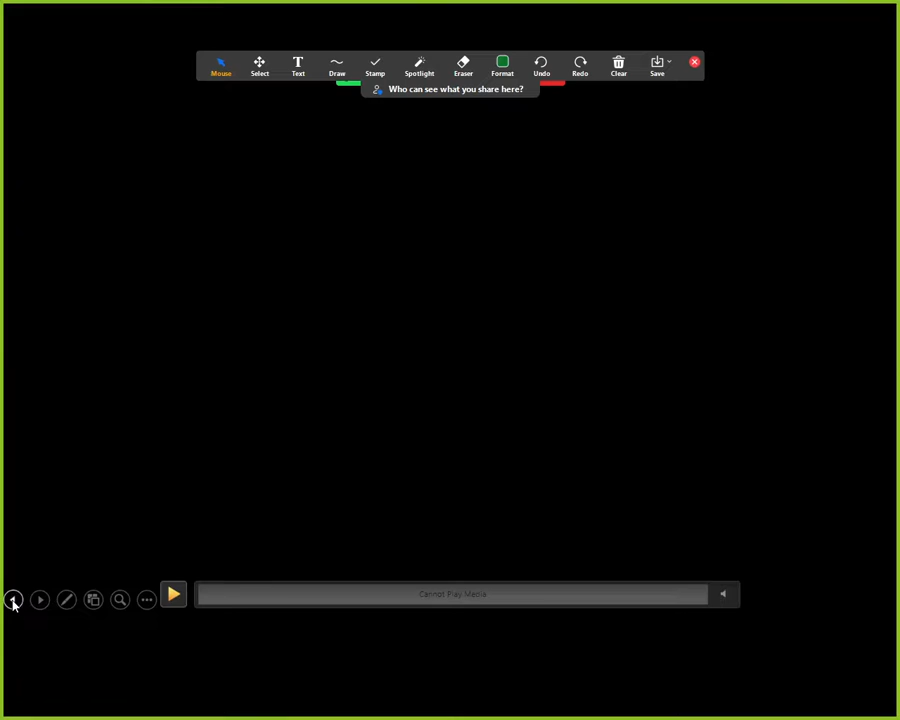 Mouse Select Text Draw Stamp Spotlight Eraser Format Undo Redo Clear Save
Who can see what you share here?
Cannot Play Media